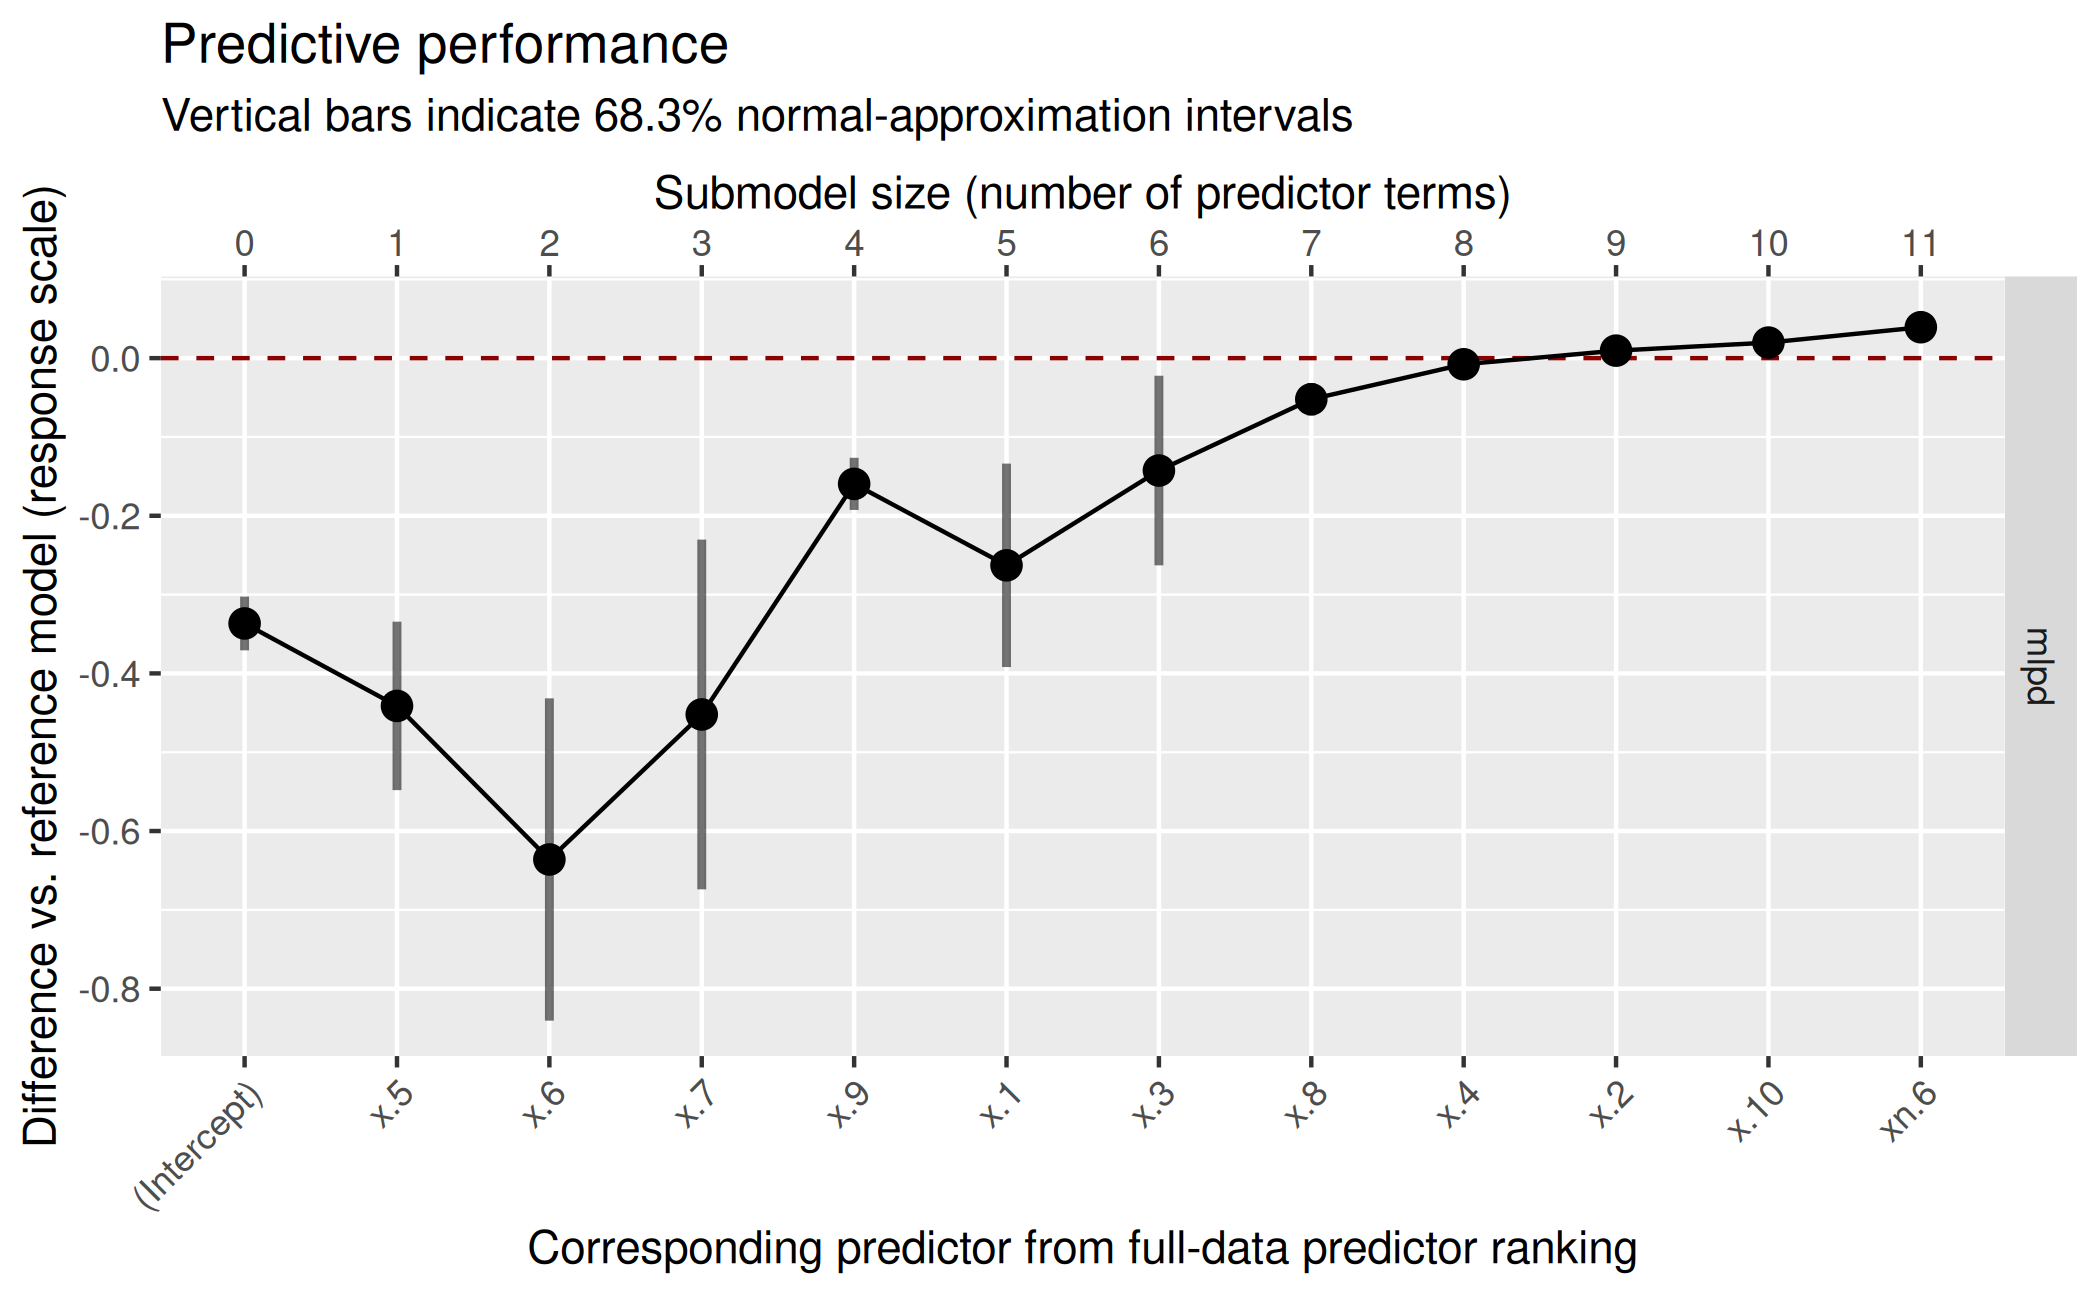 Predictive performance
Vertical bars indicate 68.3% normal-approximation intervals
Submodel size (number of predictor terms)
0 1 2 3 4 5 6 7 8 9 10 11
Difference vs. reference model (response scale)
0.0
-0.2
-0.4
-0.6
-0.8
mlpd
(Intercept) x.5 x.6 x.7 x.9 x.1 x.3 x.8 x.4 x.2 x.10 xn.6
Corresponding predictor from full-data predictor ranking